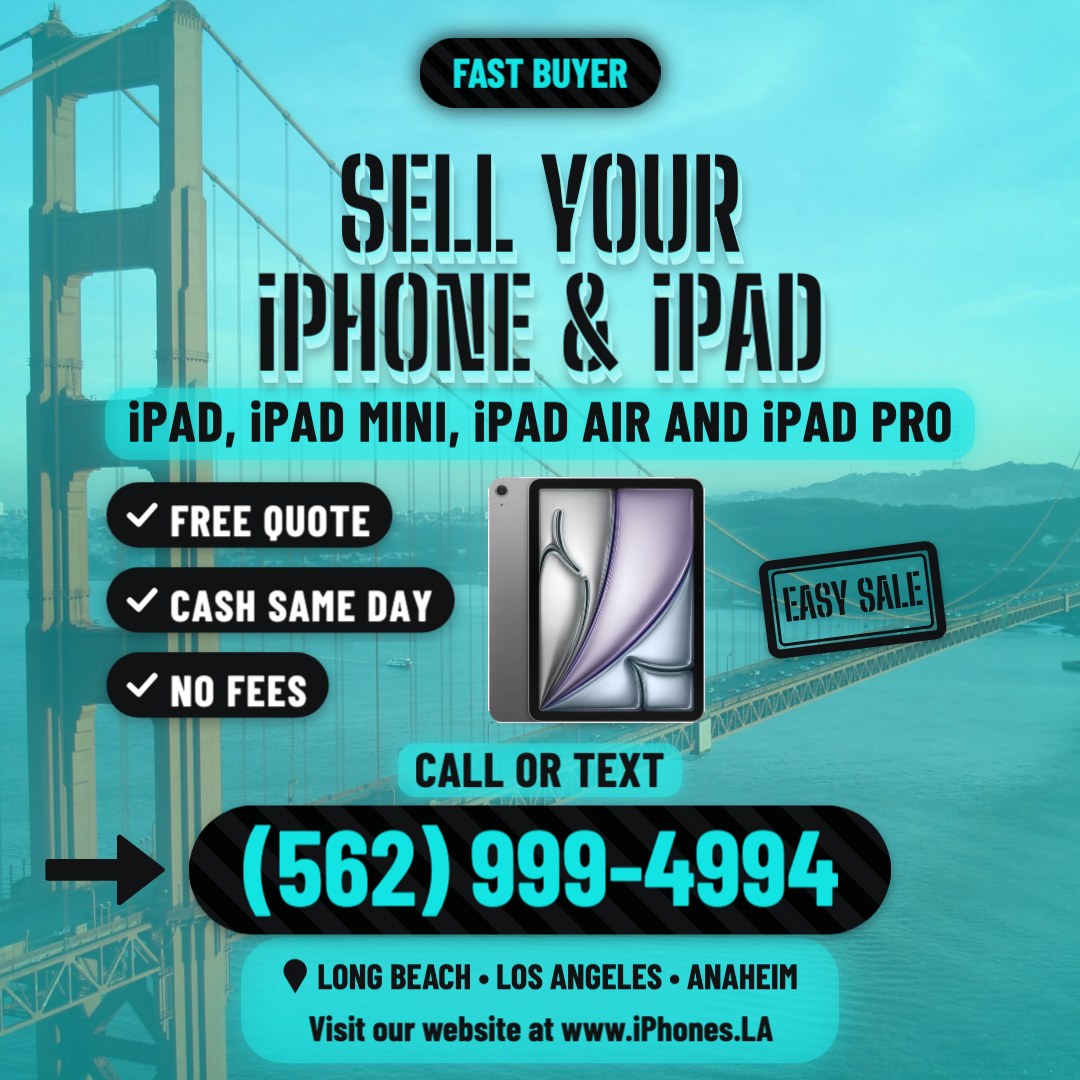 FAST BUYER
SELL YOUR
iPHONE & iPAD
iPAD, iPAD MINI, iPAD AIR AND iPAD PRO
FREE QUOTE
CASH SAME DAY
NO FEES
EASY SALE
CALL OR TEXT
(562) 999-4994
LONG BEACH • LOS ANGELES • ANAHEIM
Visit our website at www.iPhones.LA